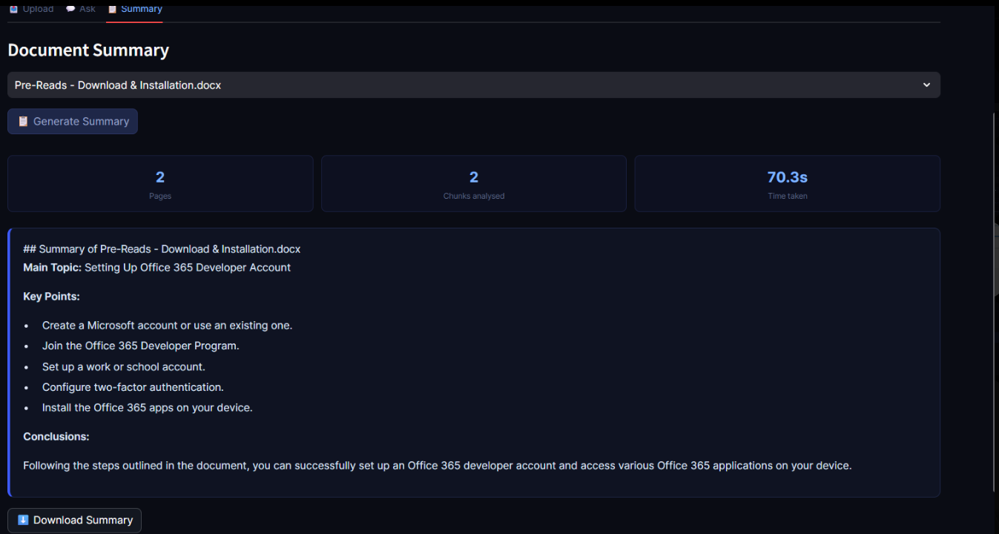 Upload Ask Summary
Document Summary
Pre-Reads - Download & Installation.docx
Generate Summary
2 2 70.3s
Pages Chunks analysed Time taken
## Summary of Pre-Reads - Download & Installation.docx
Main Topic: Setting Up Office 365 Developer Account
Key Points:
• Create a Microsoft account or use an existing one.
• Join the Office 365 Developer Program.
• Set up a work or school account.
• Configure two-factor authentication.
• Install the Office 365 apps on your device.
Conclusions:
Following the steps outlined in the document, you can successfully set up an Office 365 developer account and access various Office 365 applications on your device.
Download Summary